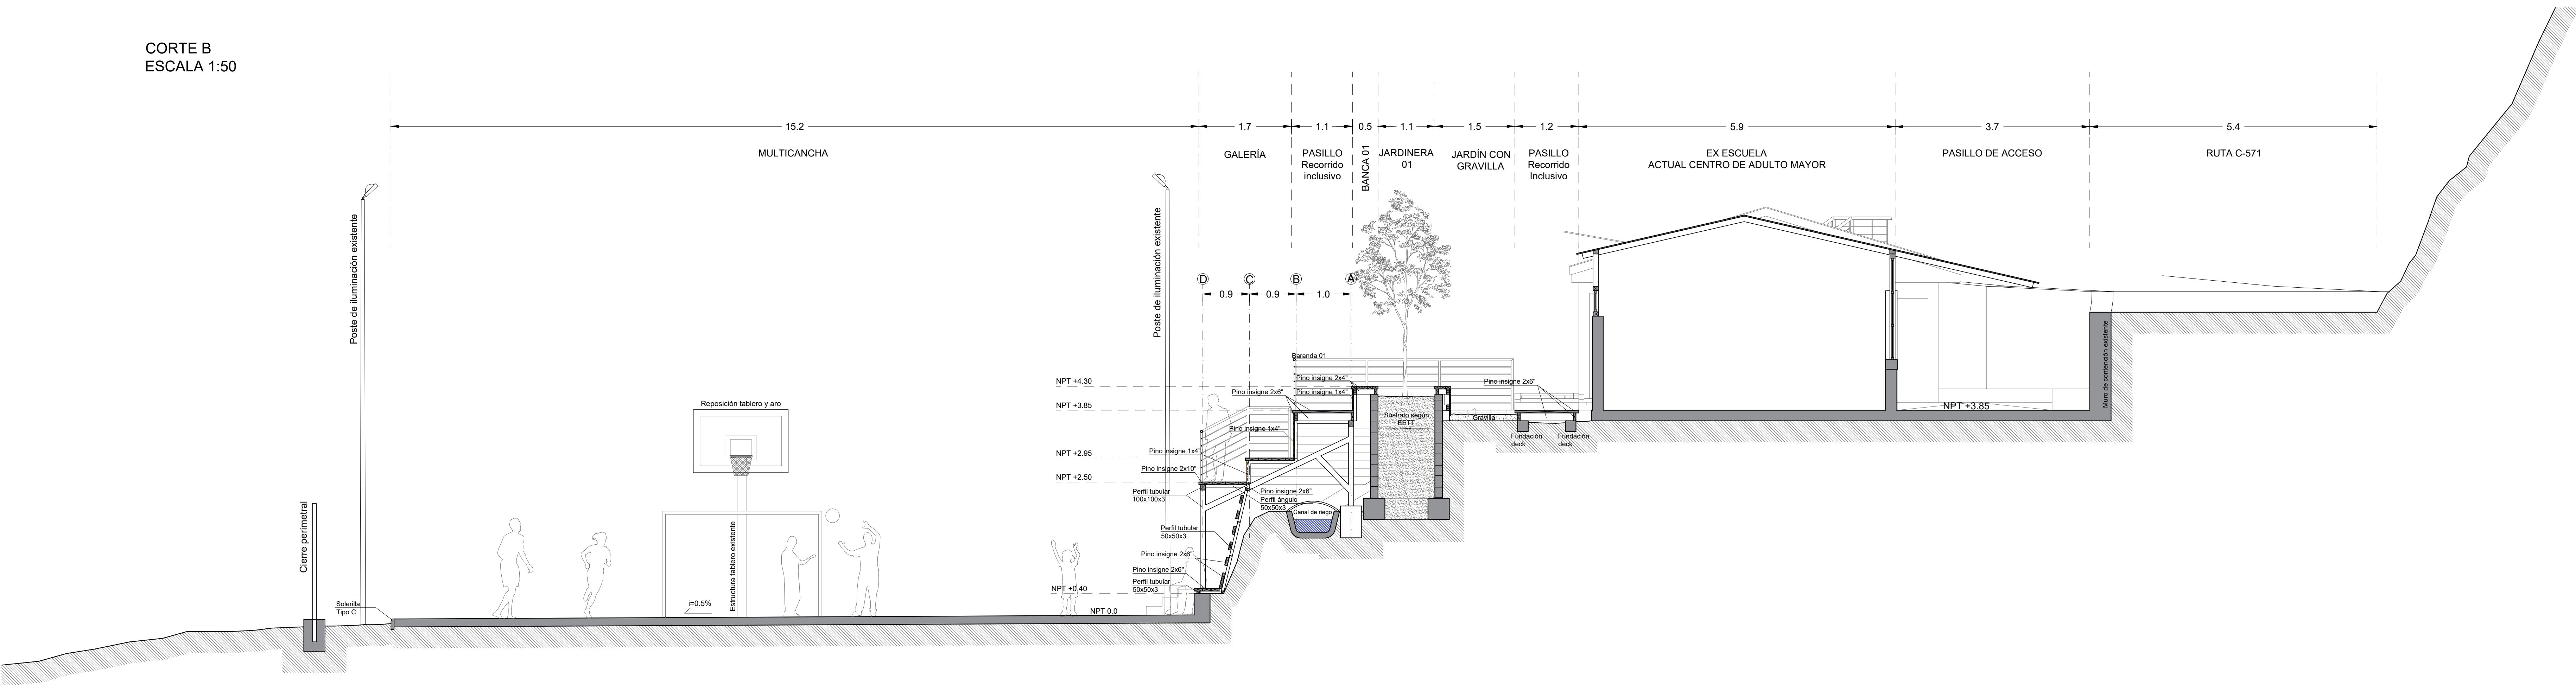 CORTE B
ESCALA 1:50
15.2
1.7
1.1
0.5
1.1
1.5
1.2
5.9
3.7
5.4
MULTICANCHA
GALERÍA
PASILLO
Recorrido
inclusivo
BANCA 01
JARDINERA
01
JARDÍN CON
GRAVILLA
PASILLO
Recorrido
Inclusivo
EX ESCUELA
ACTUAL CENTRO DE ADULTO MAYOR
PASILLO DE ACCESO
RUTA C-571
Poste de iluminación existente
Poste de iluminación existente
D
C
B
A
0.9
0.9
1.0
Baranda 01
NPT +4.30
Pino insigne 2x4"
Pino insigne 2x6"
Pino insigne 1x4"
Pino insigne 2x6"
NPT +3.85
NPT +3.85
Muro de contención existente
Reposición tablero y aro
Sustrato según
EETT
Gravilla
Pino insigne 1x4"
Fundación
deck
Fundación
deck
NPT +2.95
Pino insigne 1x4"
Pino insigne 2x10"
NPT +2.50
Perfil tubular
100x100x3
Pino insigne 2x6"
Perfil ángulo
50x50x3
Canal de riego
Perfil tubular
50x50x3
Pino insigne 2x6"
Pino insigne 2x6"
Perfil tubular
50x50x3
NPT +0.40
Cierre perimetral
Estructura tablero existente
Solerilla
Tipo C
i=0.5%
NPT 0.0